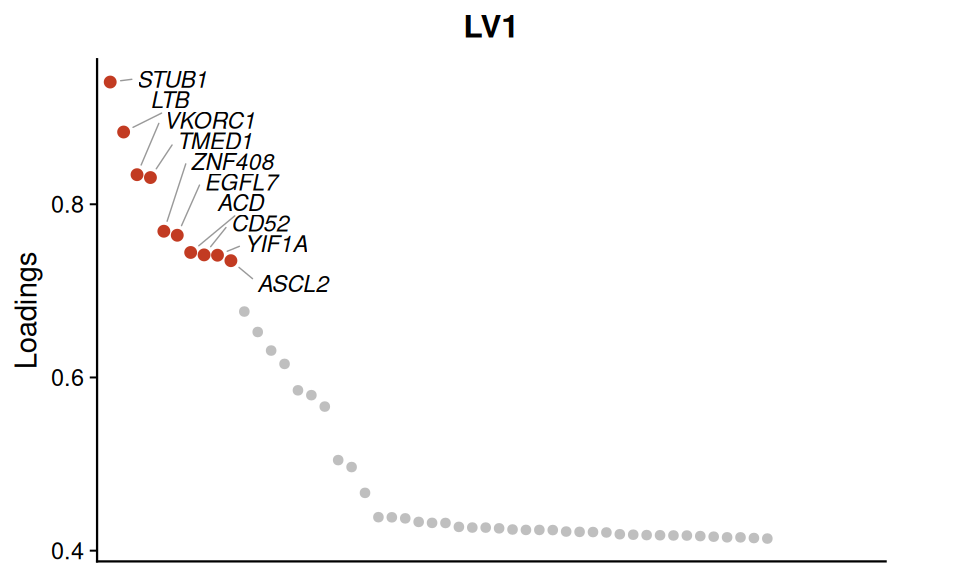 LV1
STUB1
LTB
VKORC1
TMED1
ZNF408
EGFL7
ACD
CD52
YIF1A
ASCL2
Loadings
0.8
0.6
0.4